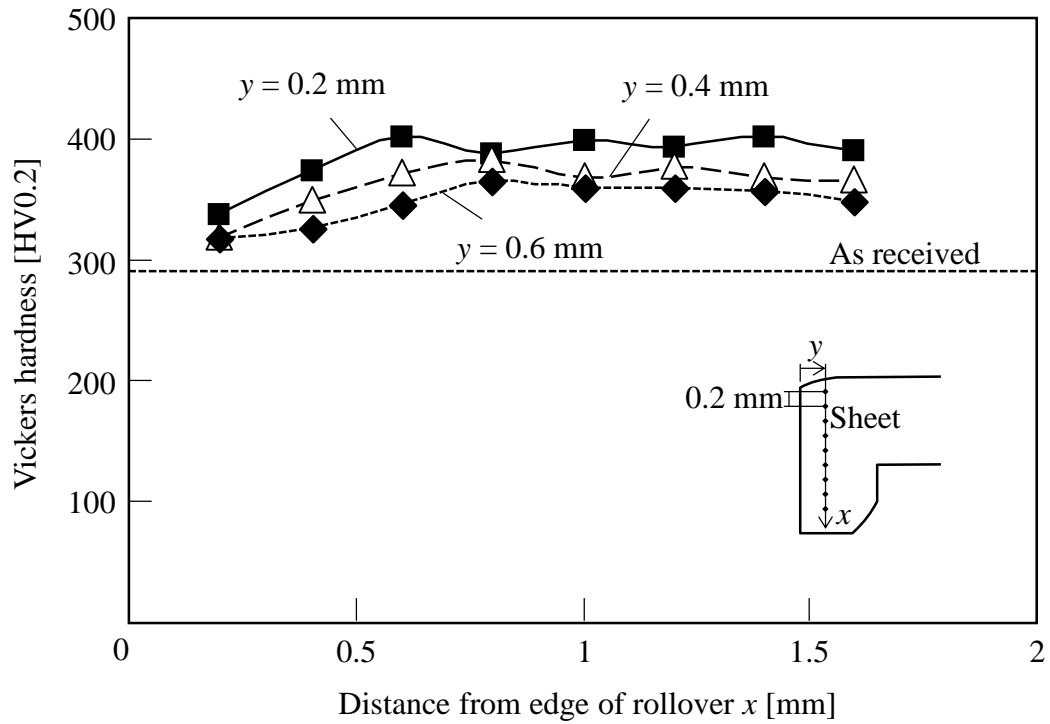 500
400
300
200
100
0
0.5
1
1.5
2
Vickers hardness [HV0.2]
Distance from edge of rollover x [mm]
y = 0.2 mm
y = 0.4 mm
y = 0.6 mm
As received
y
0.2 mm
Sheet
x